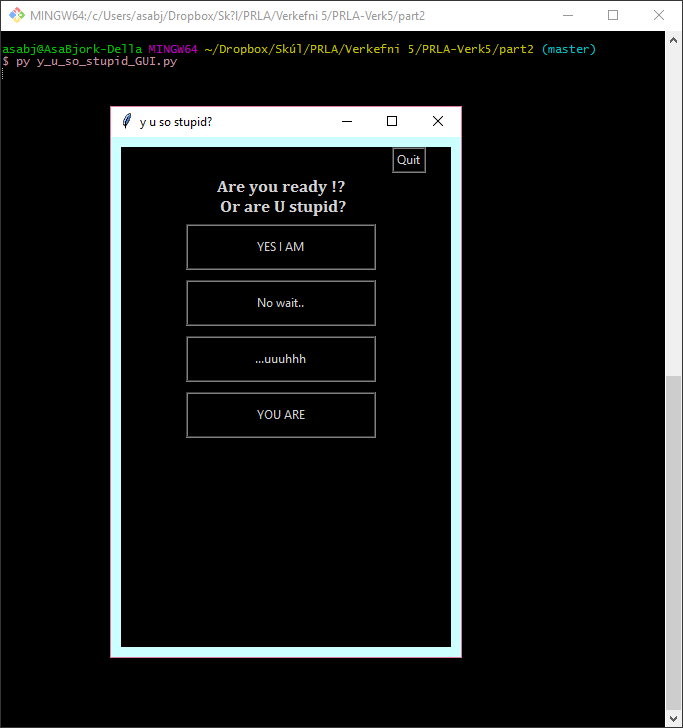 MINGW64:/c/Users/asabj/Dropbox/Sk?l/PRLA/Verkefni 5/PRLA-Verk5/part2
asabj@AsaBjork-Della MINGW64 ~/Dropbox/Skúl/PRLA/Verkefni 5/PRLA-Verk5/part2 (master)
$ py y_u_so_stupid_GUI.py
y u so stupid?
Quit
Are you ready !?
Or are U stupid?
YES I AM
No wait..
...uuuhhh
YOU ARE